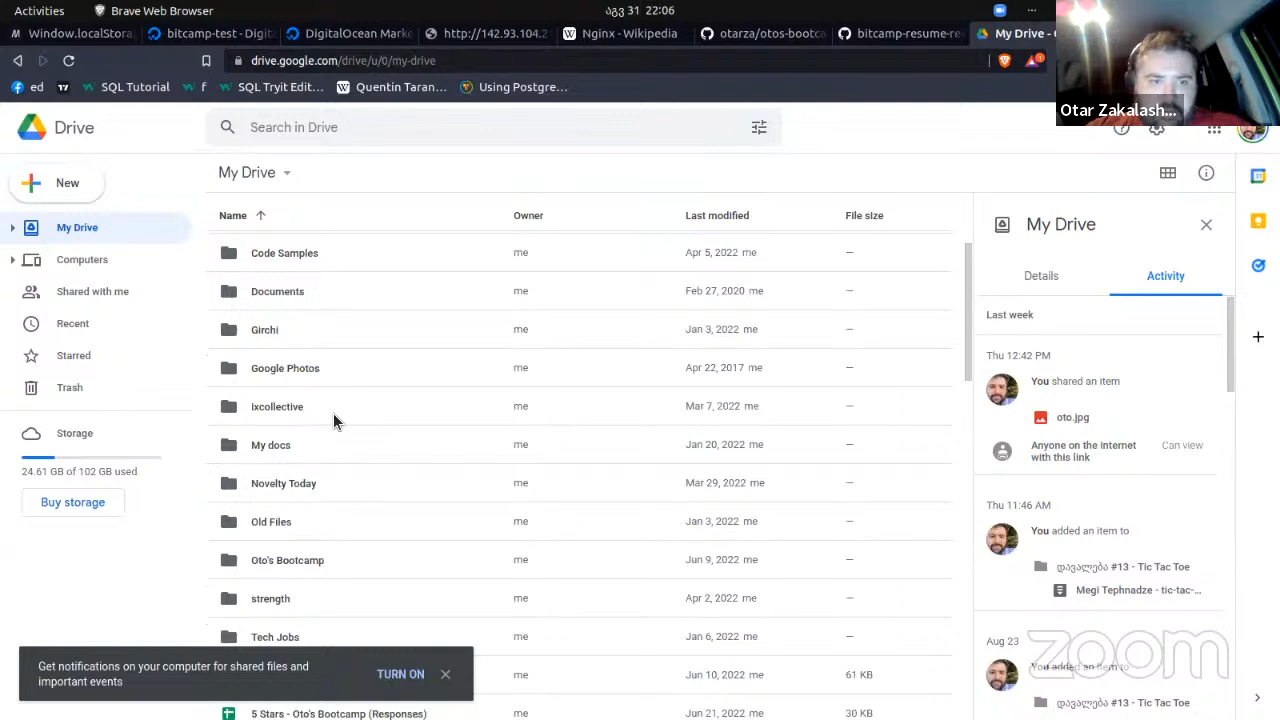 Activities Brave Web Browser აგვ 31 22:06
Window.localStora bitcamp-test - Digita DigitalOcean Marke http://142.93.104.2 Nginx - Wikipedia otarza/otos-bootca bitcamp-resume-re My Drive - G
drive.google.com/drive/u/0/my-drive
ed f SQL Tutorial SQL Tryit Edit... Quentin Taran... Using Postgre...
Otar Zakalash...
Drive Search in Drive
New My Drive
My Drive
Computers
Shared with me
Recent
Starred
Trash
Storage
24.61 GB of 102 GB used
Buy storage
Name Owner Last modified File size
Code Samples me Apr 5, 2022 me —
Documents me Feb 27, 2020 me —
Girchi me Jan 3, 2022 me —
Google Photos me Apr 22, 2017 me —
ixcollective me Mar 7, 2022 me —
My docs me Jan 20, 2022 me —
Novelty Today me Mar 29, 2022 me —
Old Files me Jan 3, 2022 me —
Oto's Bootcamp me Jun 9, 2022 me —
strength me Apr 2, 2022 me —
Tech Jobs me Jan 6, 2022 me —
me Jun 10, 2022 me 61 KB
5 Stars - Oto's Bootcamp (Responses) me Jun 21, 2022 me 30 KB
Get notifications on your computer for shared files and
important events
TURN ON
My Drive
Details Activity
Last week
Thu 12:42 PM
You shared an item
oto.jpg
Anyone on the internet
with this link
Can view
Thu 11:46 AM
You added an item to
დავალება #13 - Tic Tac Toe
Megi Tephnadze - tic-tac-...
Aug 23
You added an item to
დავალება #13 - Tic Tac Toe
zoom